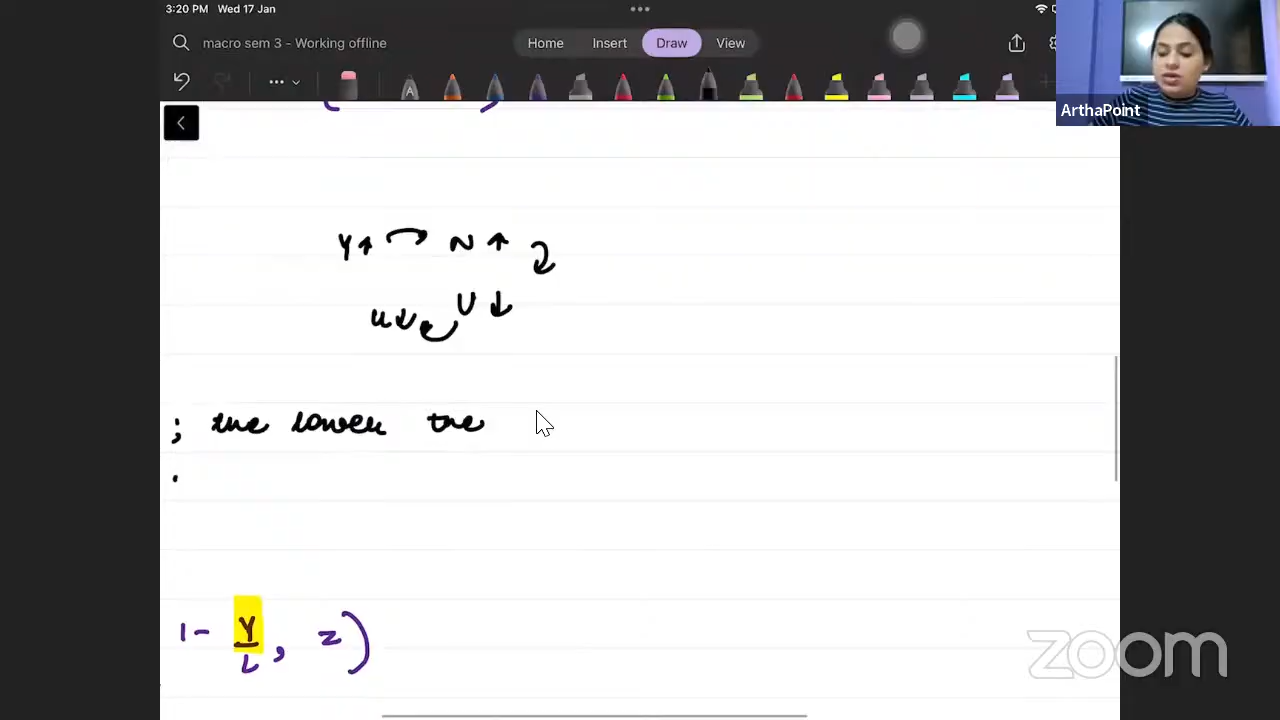 3:20 PM Wed 17 Jan
macro sem 3 - Working offline
Home Insert Draw View
A
ArthaPoint
Y↑ N↑
u↓ U↓
; the lower the
.
1 - Y/L, z)
zoom